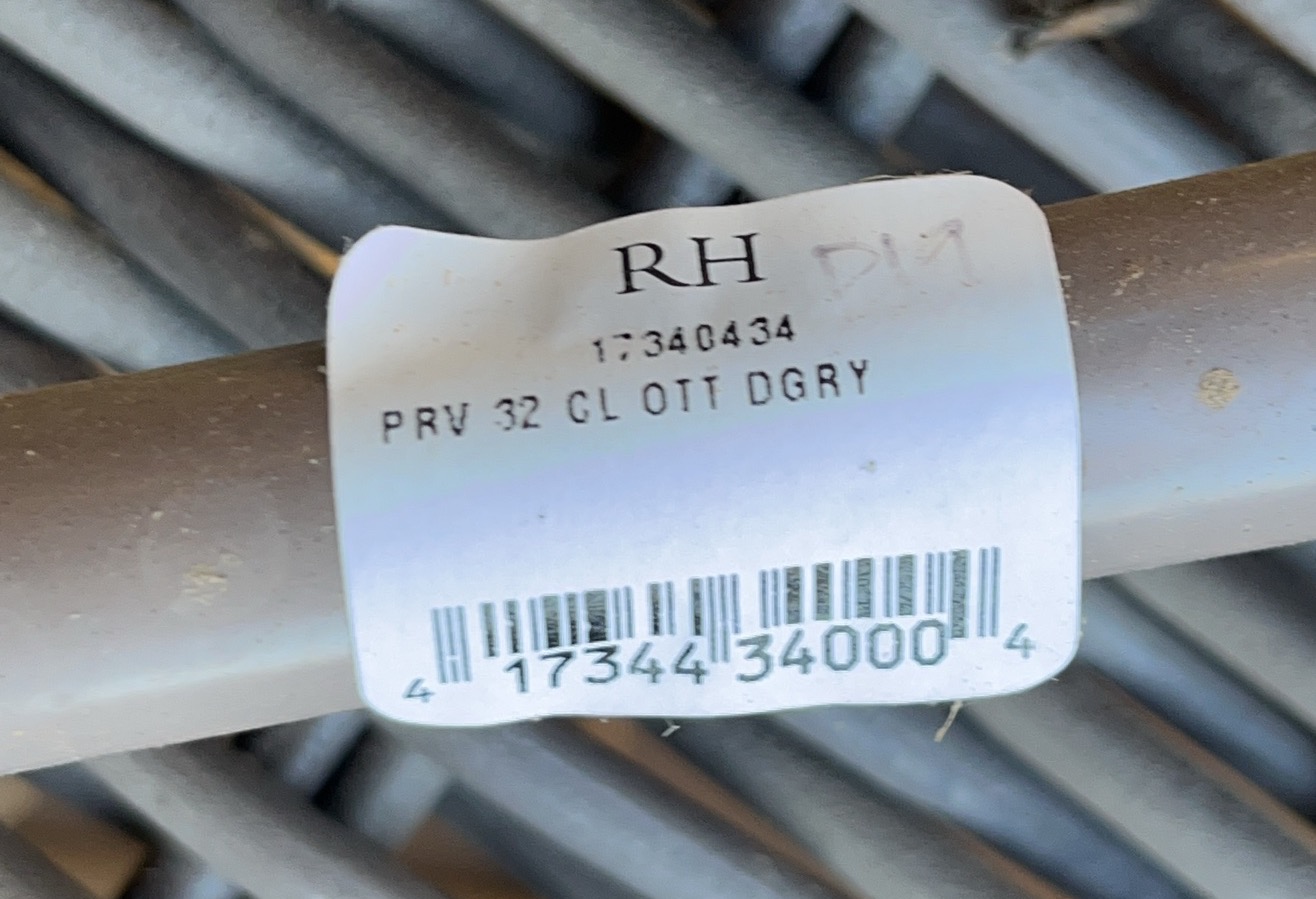 RH
17340434
PRV 32 CL OTT DGRY
4 17344 34000 4